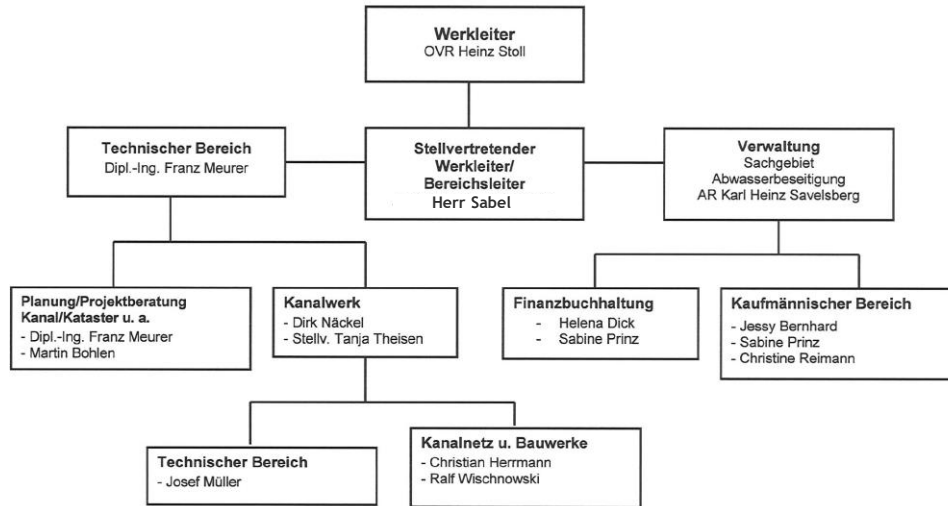 Werkleiter
OVR Heinz Stoll
Technischer Bereich
Dipl.-Ing. Franz Meurer
Stellvertretender
Werkleiter/
Bereichsleiter
Herr Sabel
Verwaltung
Sachgebiet
Abwasserbeseitigung
AR Karl Heinz Savelsberg
Planung/Projektberatung
Kanal/Kataster u. a.
- Dipl.-Ing. Franz Meurer
- Martin Bohlen
Kanalwerk
- Dirk Näckel
- Stellv. Tanja Theisen
Finanzbuchhaltung
- Helena Dick
- Sabine Prinz
Kaufmännischer Bereich
- Jessy Bernhard
- Sabine Prinz
- Christine Reimann
Technischer Bereich
- Josef Müller
Kanalnetz u. Bauwerke
- Christian Herrmann
- Ralf Wischnowski